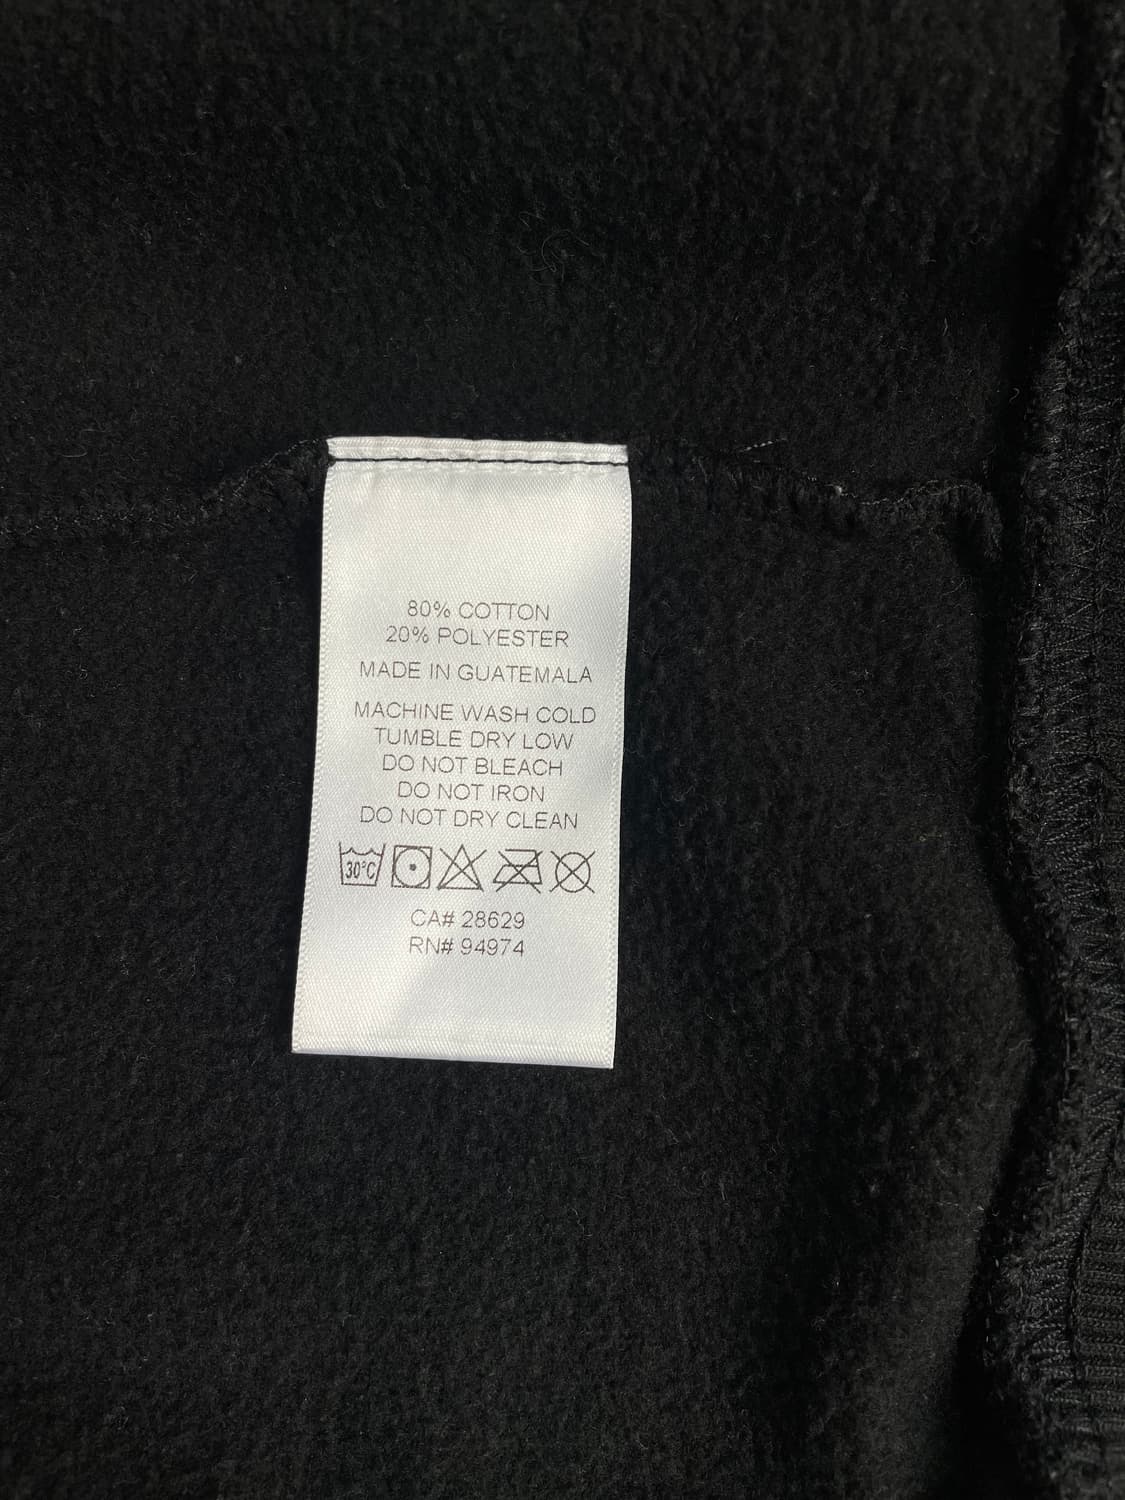 80% COTTON
20% POLYESTER
MADE IN GUATEMALA
MACHINE WASH COLD
TUMBLE DRY LOW
DO NOT BLEACH
DO NOT IRON
DO NOT DRY CLEAN
30°C
CA# 28629
RN# 94974